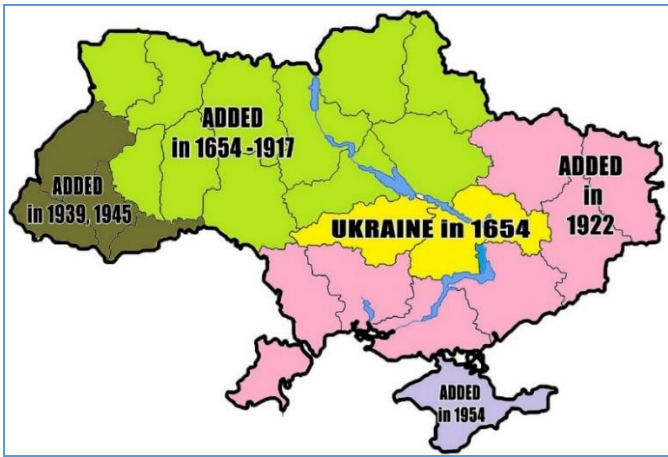 ADDED
in 1654 -1917
ADDED
in 1939, 1945
UKRAINE in 1654
ADDED
in
1922
ADDED
in 1954